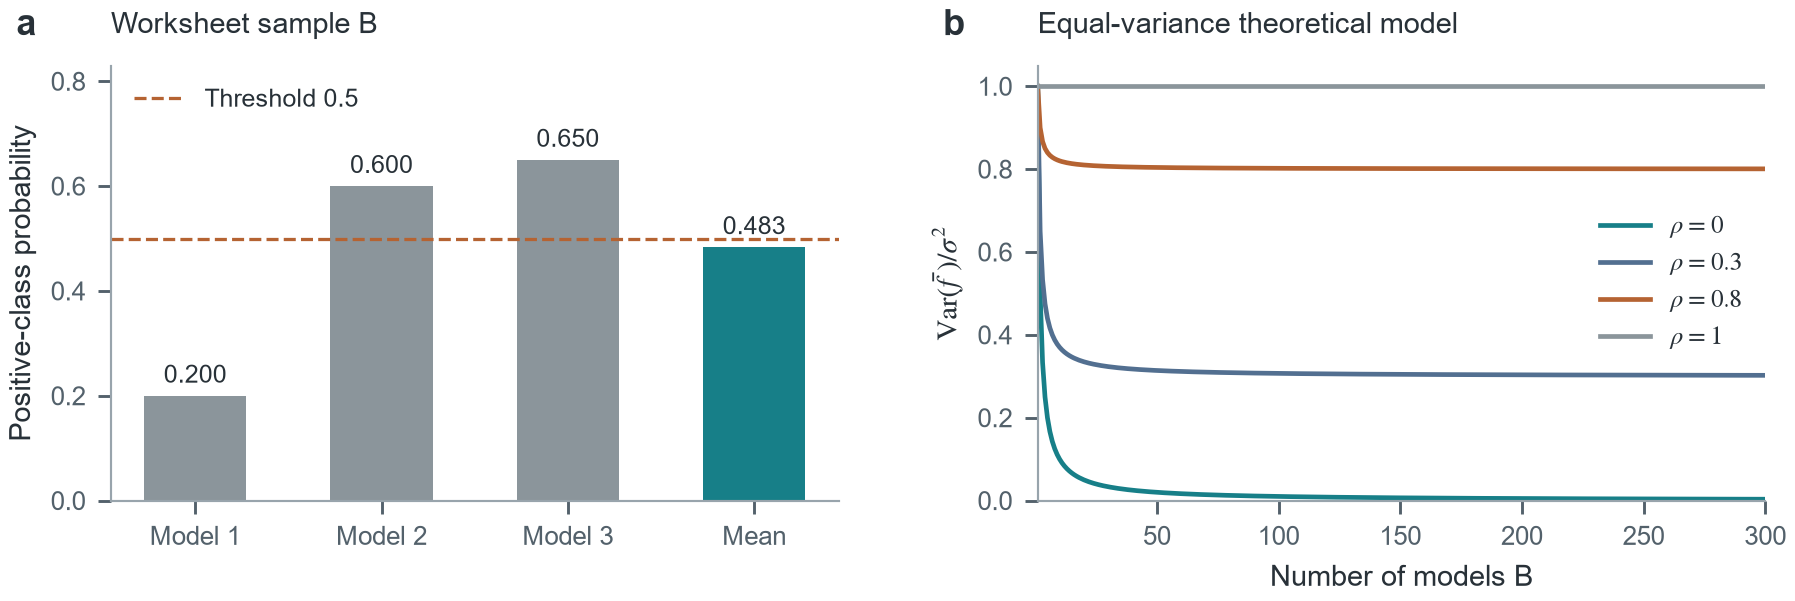 a Worksheet sample B
Positive-class probability
0.8
0.6
0.4
0.2
0.0
Threshold 0.5
0.200
0.600
0.650
0.483
Model 1 Model 2 Model 3 Mean
b Equal-variance theoretical model
Var(f̄)/σ²
1.0
0.8
0.6
0.4
0.2
0.0
ρ = 0
ρ = 0.3
ρ = 0.8
ρ = 1
50 100 150 200 250 300
Number of models B